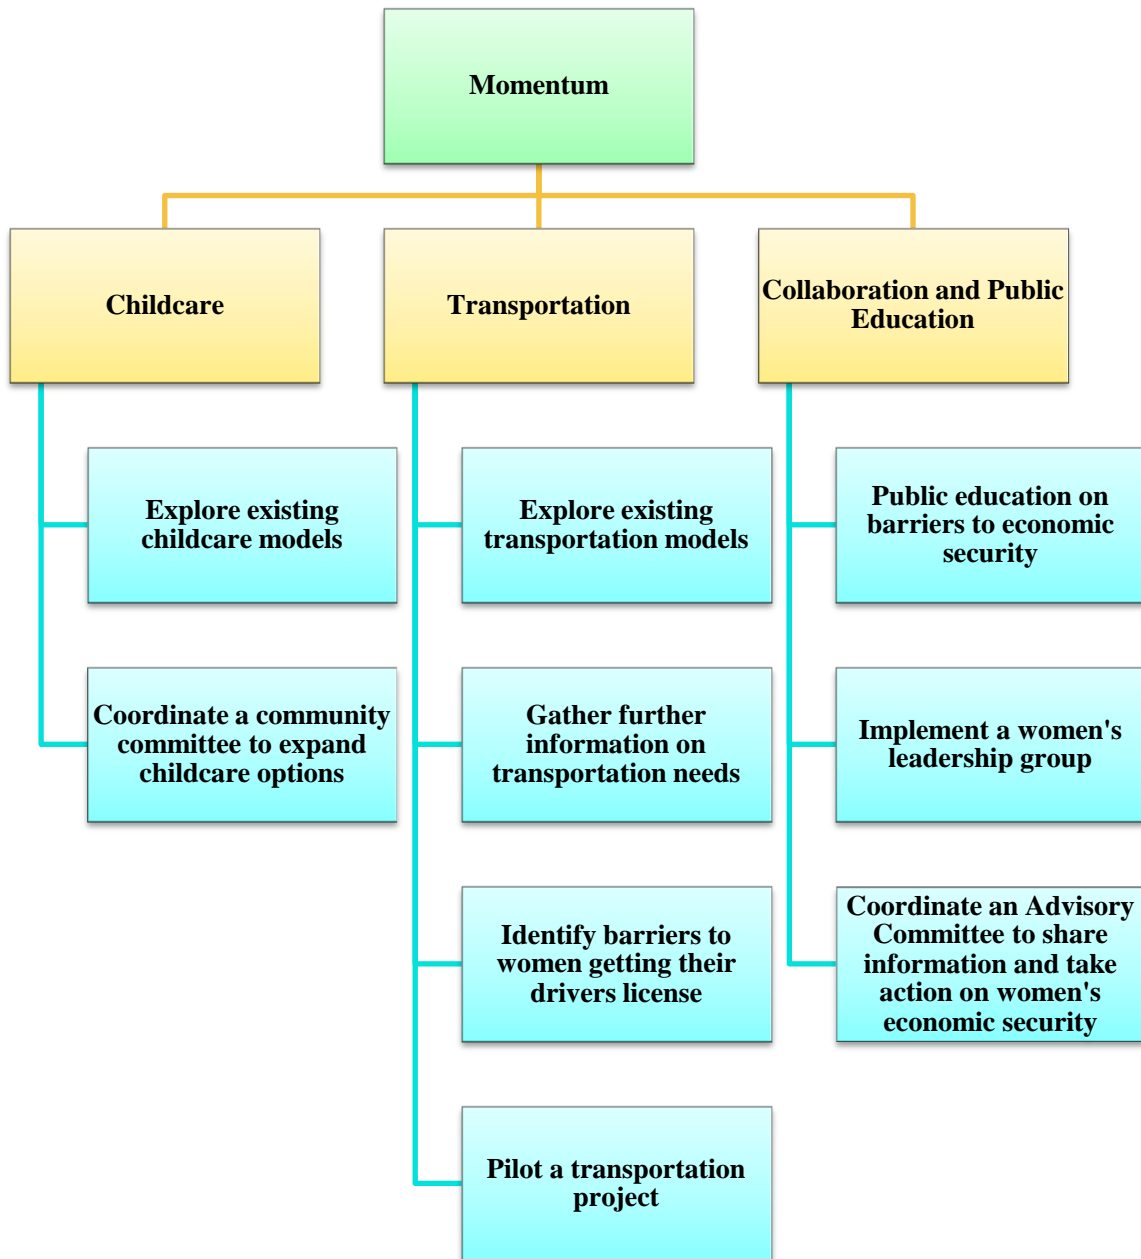 Momentum
Childcare
Transportation
Collaboration and Public
Education
Explore existing
childcare models
Coordinate a community
committee to expand
childcare options
Explore existing
transportation models
Gather further
information on
transportation needs
Identify barriers to
women getting their
drivers license
Pilot a transportation
project
Public education on
barriers to economic
security
Implement a women's
leadership group
Coordinate an Advisory
Committee to share
information and take
action on women's
economic security